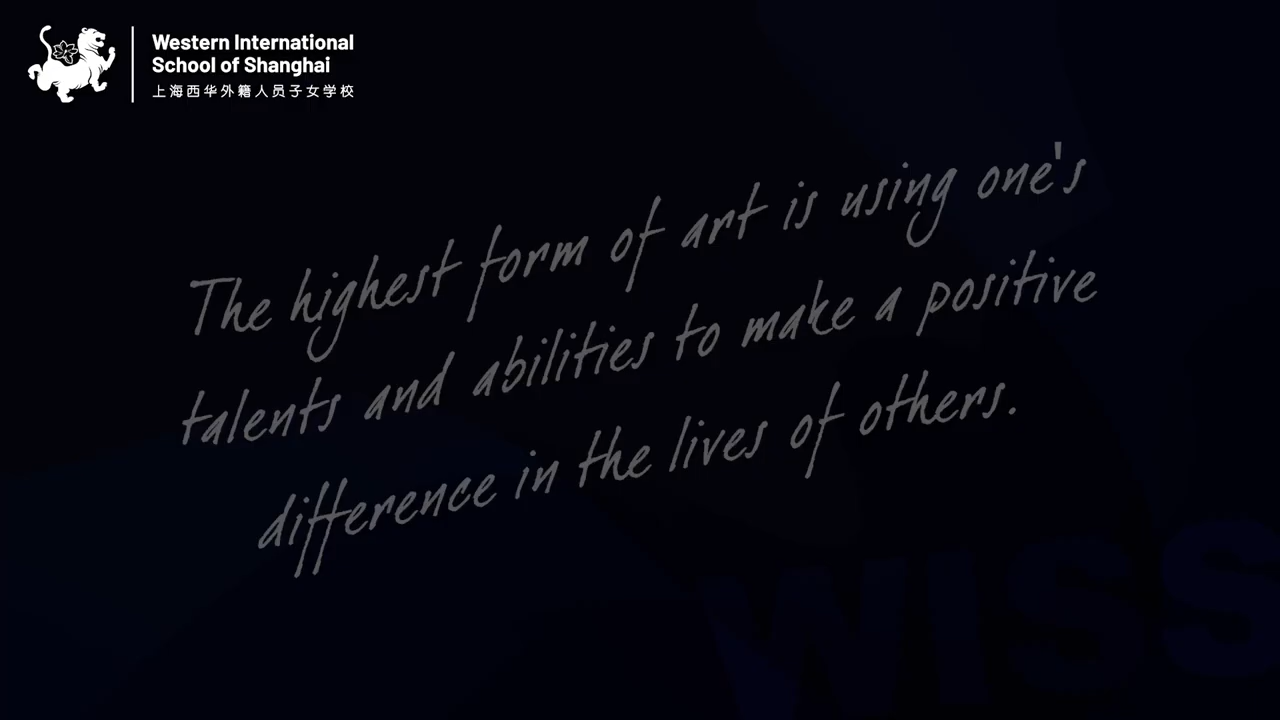 Western International
School of Shanghai
上海西华外籍人员子女学校
The highest form of art is using one's
talents and abilities to make a positive
difference in the lives of others.
WISS